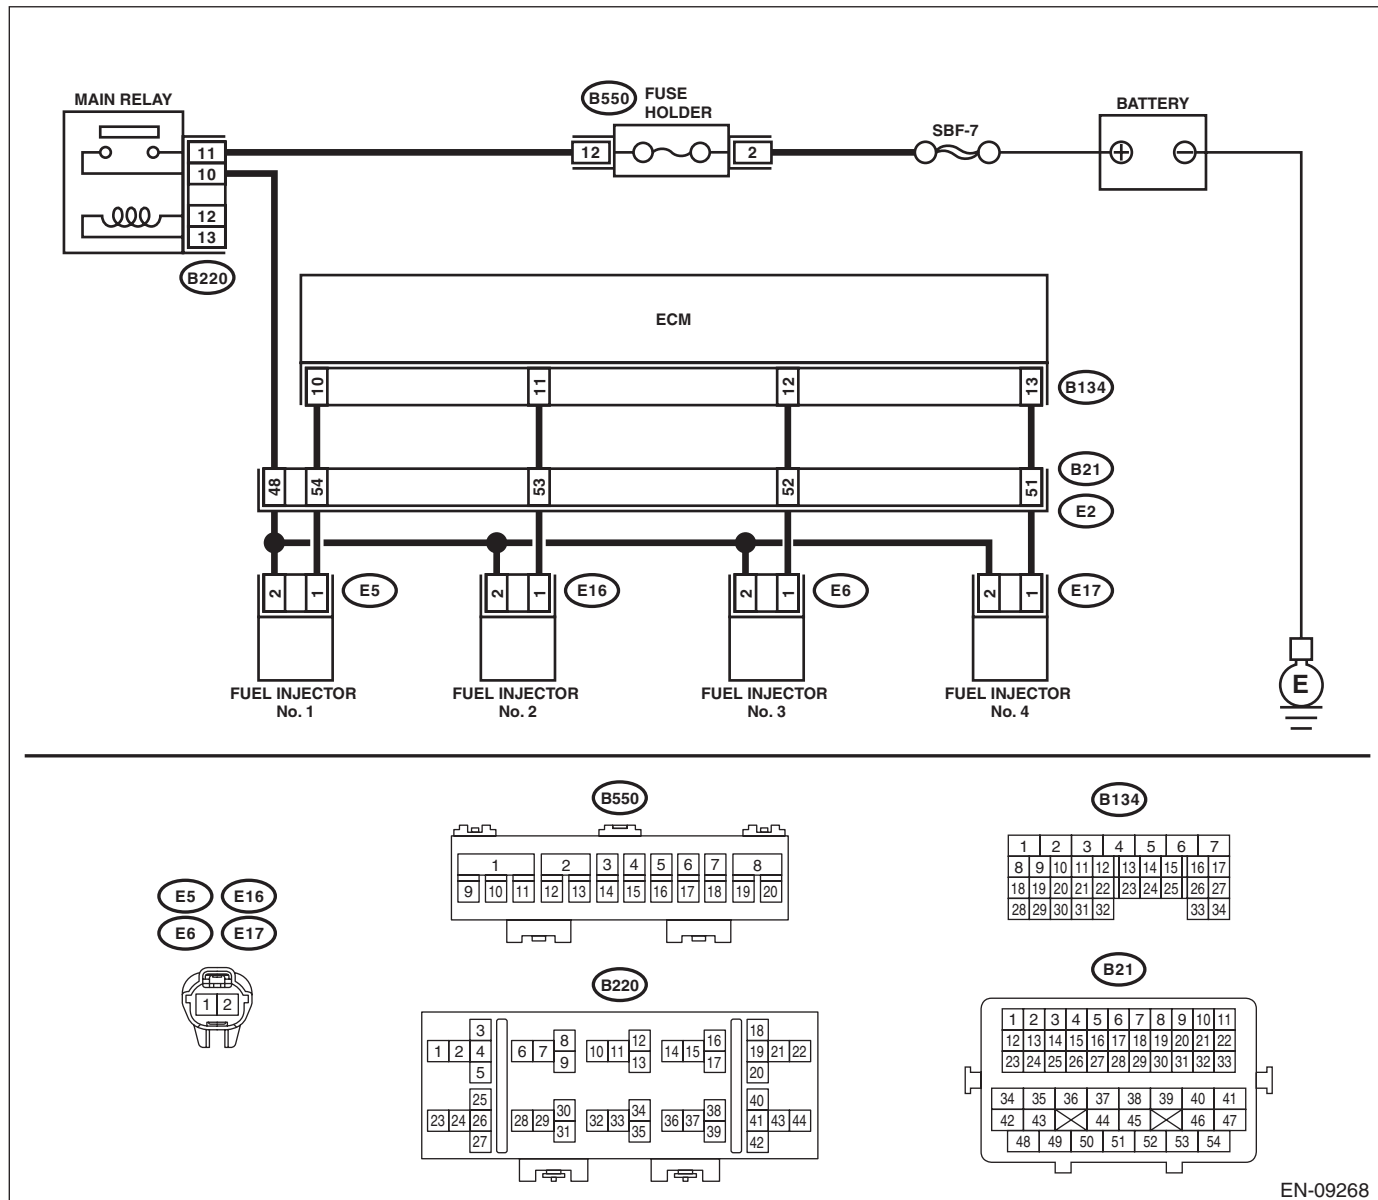 MAIN RELAY
B550
FUSE
HOLDER
BATTERY
SBF-7
11
10
12
13
B220
12
2
ECM
10
11
12
13
B134
48
54
53
52
51
B21
E2
2
1
E5
2
1
E16
2
1
E6
2
1
E17
FUEL INJECTOR
No. 1
FUEL INJECTOR
No. 2
FUEL INJECTOR
No. 3
FUEL INJECTOR
No. 4
E
B550
1 2 3 4 5 6 7 8
9 10 11 12 13 14 15 16 17 18 19 20
B134
1 2 3 4 5 6 7
8 9 10 11 12 13 14 15 16 17
18 19 20 21 22 23 24 25 26 27
28 29 30 31 32 33 34
E5 E16
E6 E17
1 2
B220
3 8 12 16 18
1 2 4 6 7 10 11 14 15 19 21 22
9 13 17
5 20
25 30 34 38 40
23 24 26 28 29 32 33 36 37 41 43 44
31 35 39
27 42
B21
1 2 3 4 5 6 7 8 9 10 11
12 13 14 15 16 17 18 19 20 21 22
23 24 25 26 27 28 29 30 31 32 33
34 35 36 37 38 39 40 41
42 43 44 45 46 47
48 49 50 51 52 53 54
EN-09268